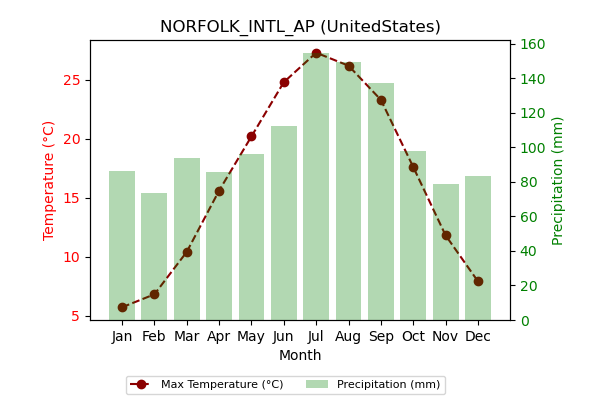 NORFOLK_INTL_AP (UnitedStates)
Temperature (°C)
25
20
15
10
5
160
140
120
100
80
60
40
20
0
Precipitation (mm)
Jan Feb Mar Apr May Jun Jul Aug Sep Oct Nov Dec
Month
Max Temperature (°C) Precipitation (mm)